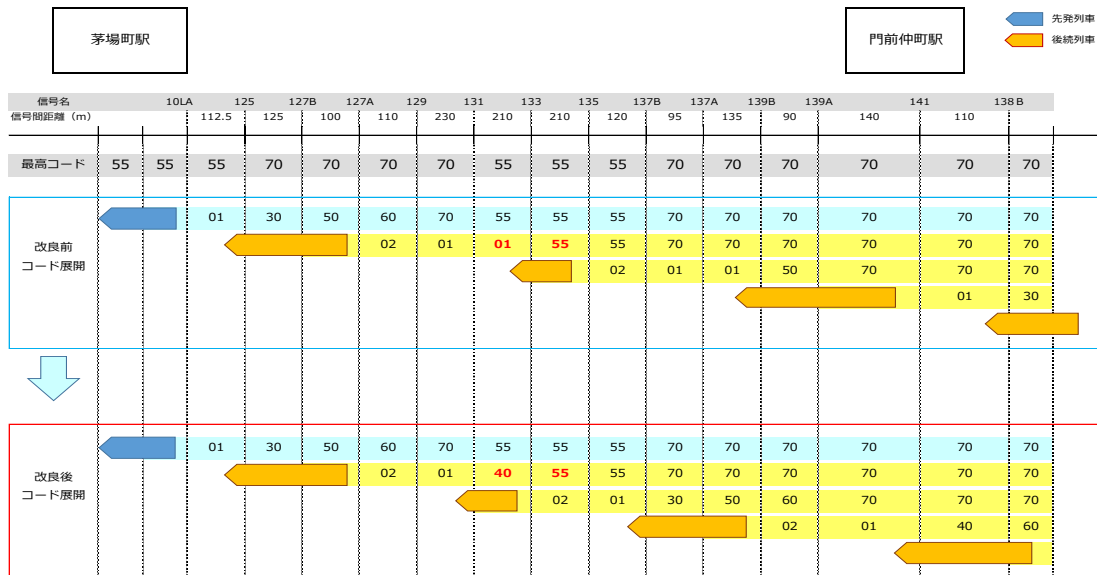 茅場町駅 門前仲町駅 先発列車
後続列車
信号名 10LA 125 127B 127A 129 131 133 135 137B 137A 139B 139A 141 138B
信号間距離（m） 112.5 125 100 110 230 210 210 120 95 135 90 140 110
最高コード 55 55 55 70 70 70 70 55 55 55 70 70 70 70 70 70
01 30 50 60 70 55 55 55 70 70 70 70 70 70
改良前 02 01 01 55 55 70 70 70 70 70 70
コード展開 02 01 01 50 70 70 70
01 30
01 30 50 60 70 55 55 55 70 70 70 70 70 70
改良後 02 01 40 55 55 70 70 70 70 70 70
コード展開 02 01 30 50 60 70 70 70
02 01 40 60